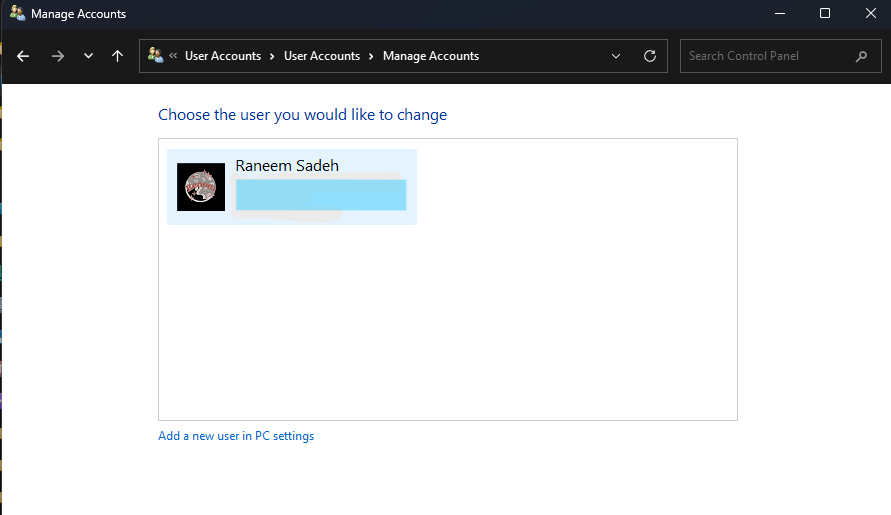 Manage Accounts
« User Accounts › User Accounts › Manage Accounts
Search Control Panel
Choose the user you would like to change
Raneem Sadeh
Add a new user in PC settings